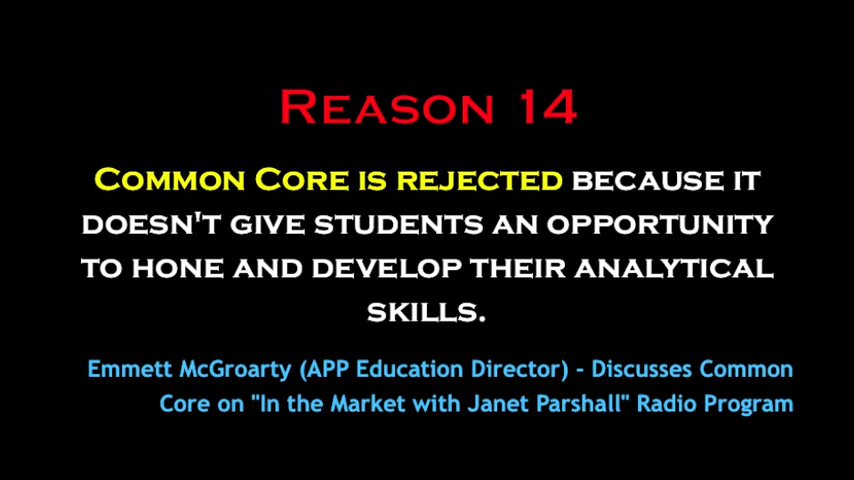 Reason 14
Common Core is rejected because it
doesn't give students an opportunity
to hone and develop their analytical
skills.
Emmett McGroarty (APP Education Director) - Discusses Common
Core on "In the Market with Janet Parshall" Radio Program